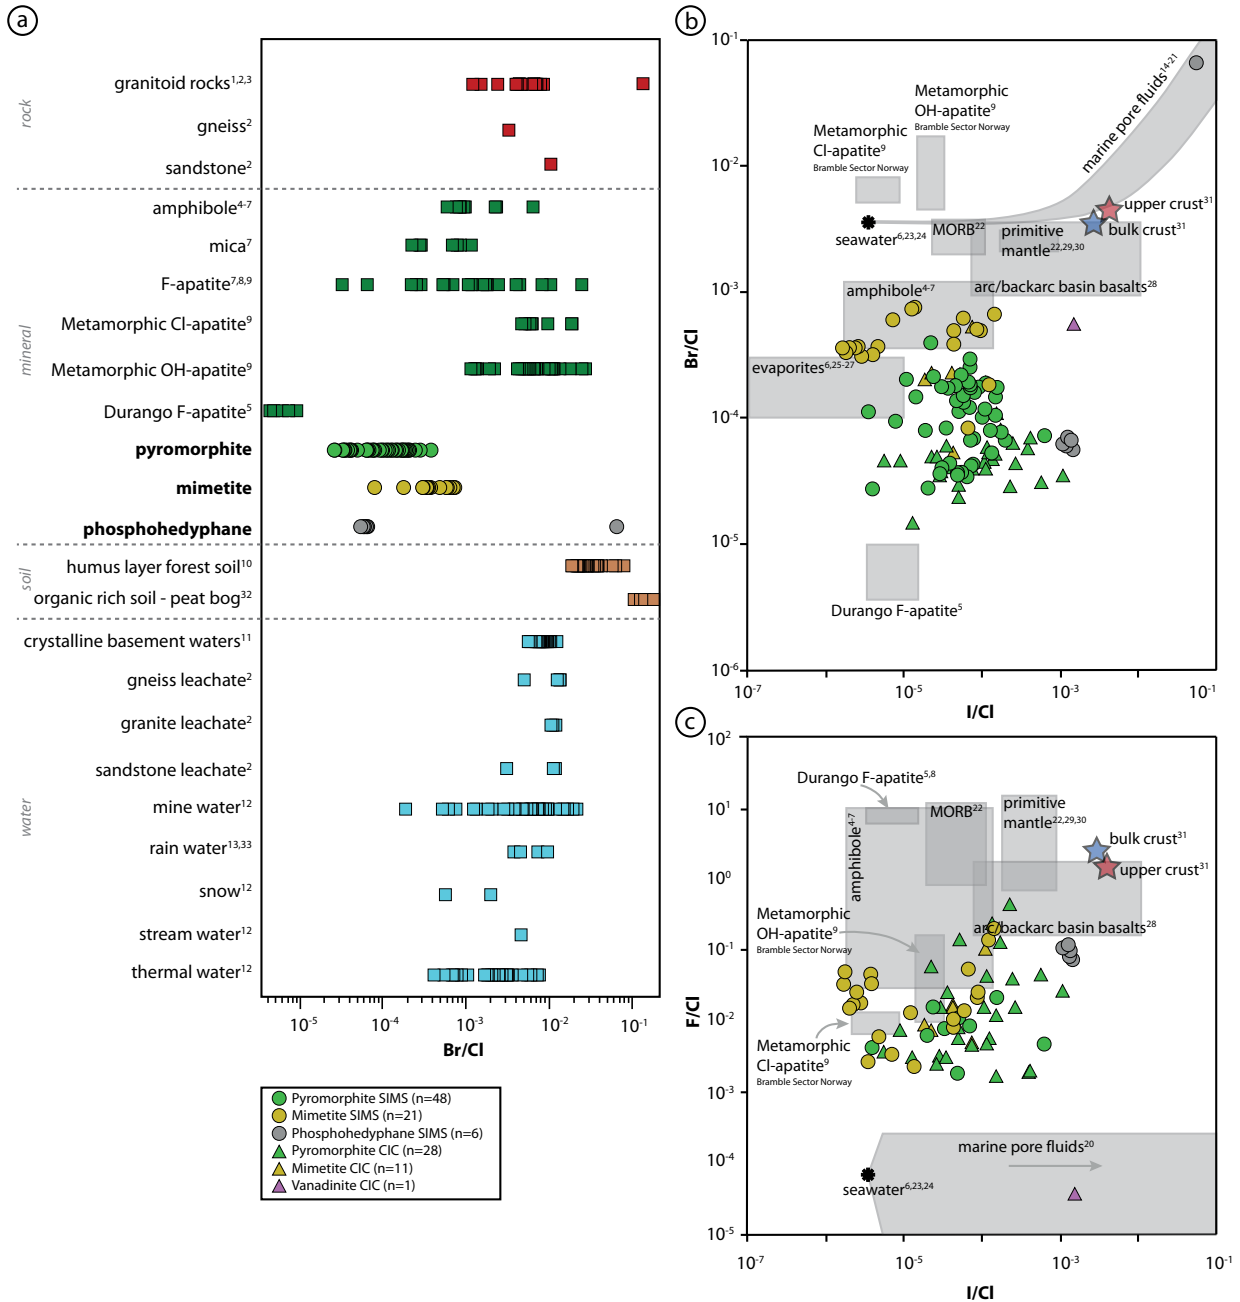 a
rock
granitoid rocks1,2,3
gneiss2
sandstone2
mineral
amphibole4-7
mica7
F-apatite7,8,9
Metamorphic Cl-apatite9
Metamorphic OH-apatite9
Durango F-apatite5
pyromorphite
mimetite
phosphohedyphane
soil
humus layer forest soil10
organic rich soil - peat bog32
water
crystalline basement waters11
gneiss leachate2
granite leachate2
sandstone leachate2
mine water12
rain water13,33
snow12
stream water12
thermal water12
10-5 10-4 10-3 10-2 10-1
Br/Cl
Pyromorphite SIMS (n=48)
Mimetite SIMS (n=21)
Phosphohedyphane SIMS (n=6)
Pyromorphite CIC (n=28)
Mimetite CIC (n=11)
Vanadinite CIC (n=1)
b
10-1
10-2
10-3
10-4
10-5
10-6
Br/Cl
Metamorphic
OH-apatite9
Bramble Sector Norway
Metamorphic
Cl-apatite9
Bramble Sector Norway
marine pore fluids14-21
upper crust31
bulk crust31
seawater6,23,24
MORB22
primitive
mantle22,29,30
arc/backarc basin basalts28
amphibole4-7
evaporites6,25-27
Durango F-apatite5
10-7 10-5 10-3 10-1
I/Cl
c
102
101
100
10-1
10-2
10-3
10-4
10-5
F/Cl
Durango F-apatite5,8
amphibole4-7
MORB22
primitive
mantle22,29,30
bulk crust31
upper crust31
arc/backarc basin basalts28
Metamorphic
OH-apatite9
Bramble Sector Norway
Metamorphic
Cl-apatite9
Bramble Sector Norway
marine pore fluids20
seawater6,23,24
10-7 10-5 10-3 10-1
I/Cl